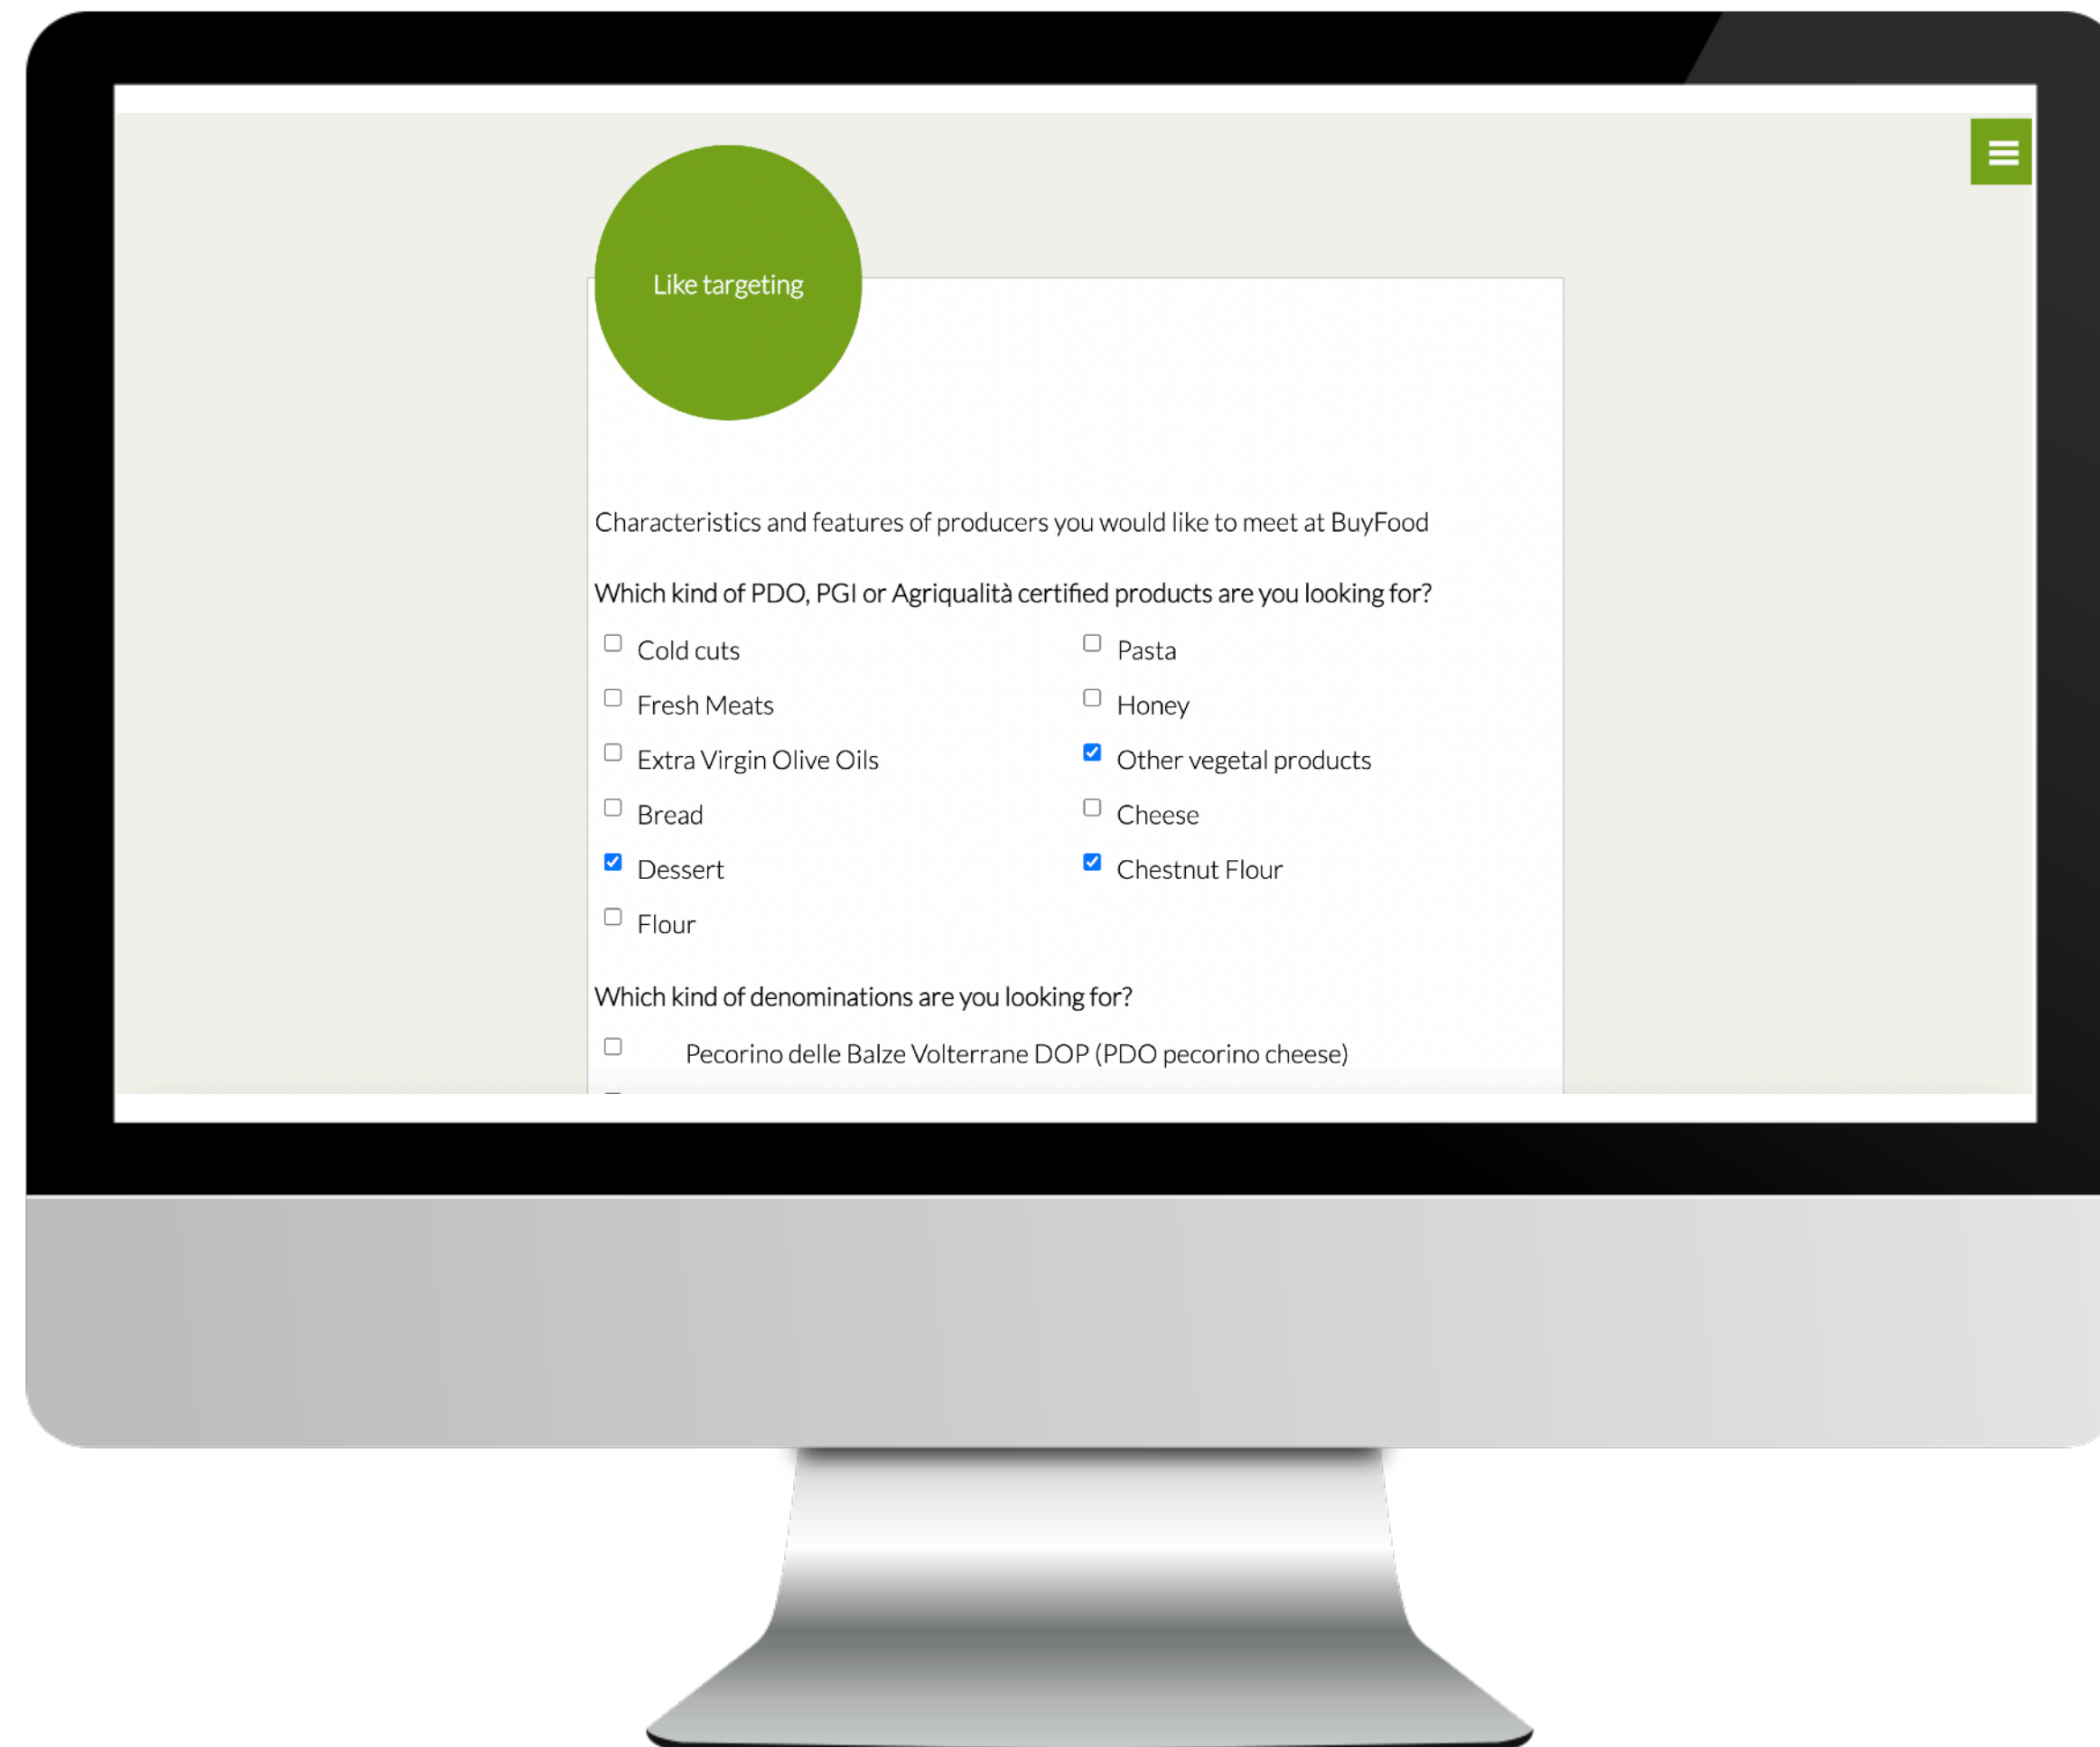 Like targeting
Characteristics and features of producers you would like to meet at BuyFood
Which kind of PDO, PGI or Agriqualità certified products are you looking for?
Cold cuts
Pasta
Fresh Meats
Honey
Extra Virgin Olive Oils
Other vegetal products
Bread
Cheese
Dessert
Chestnut Flour
Flour
Which kind of denominations are you looking for?
Pecorino delle Balze Volterrane DOP (PDO pecorino cheese)